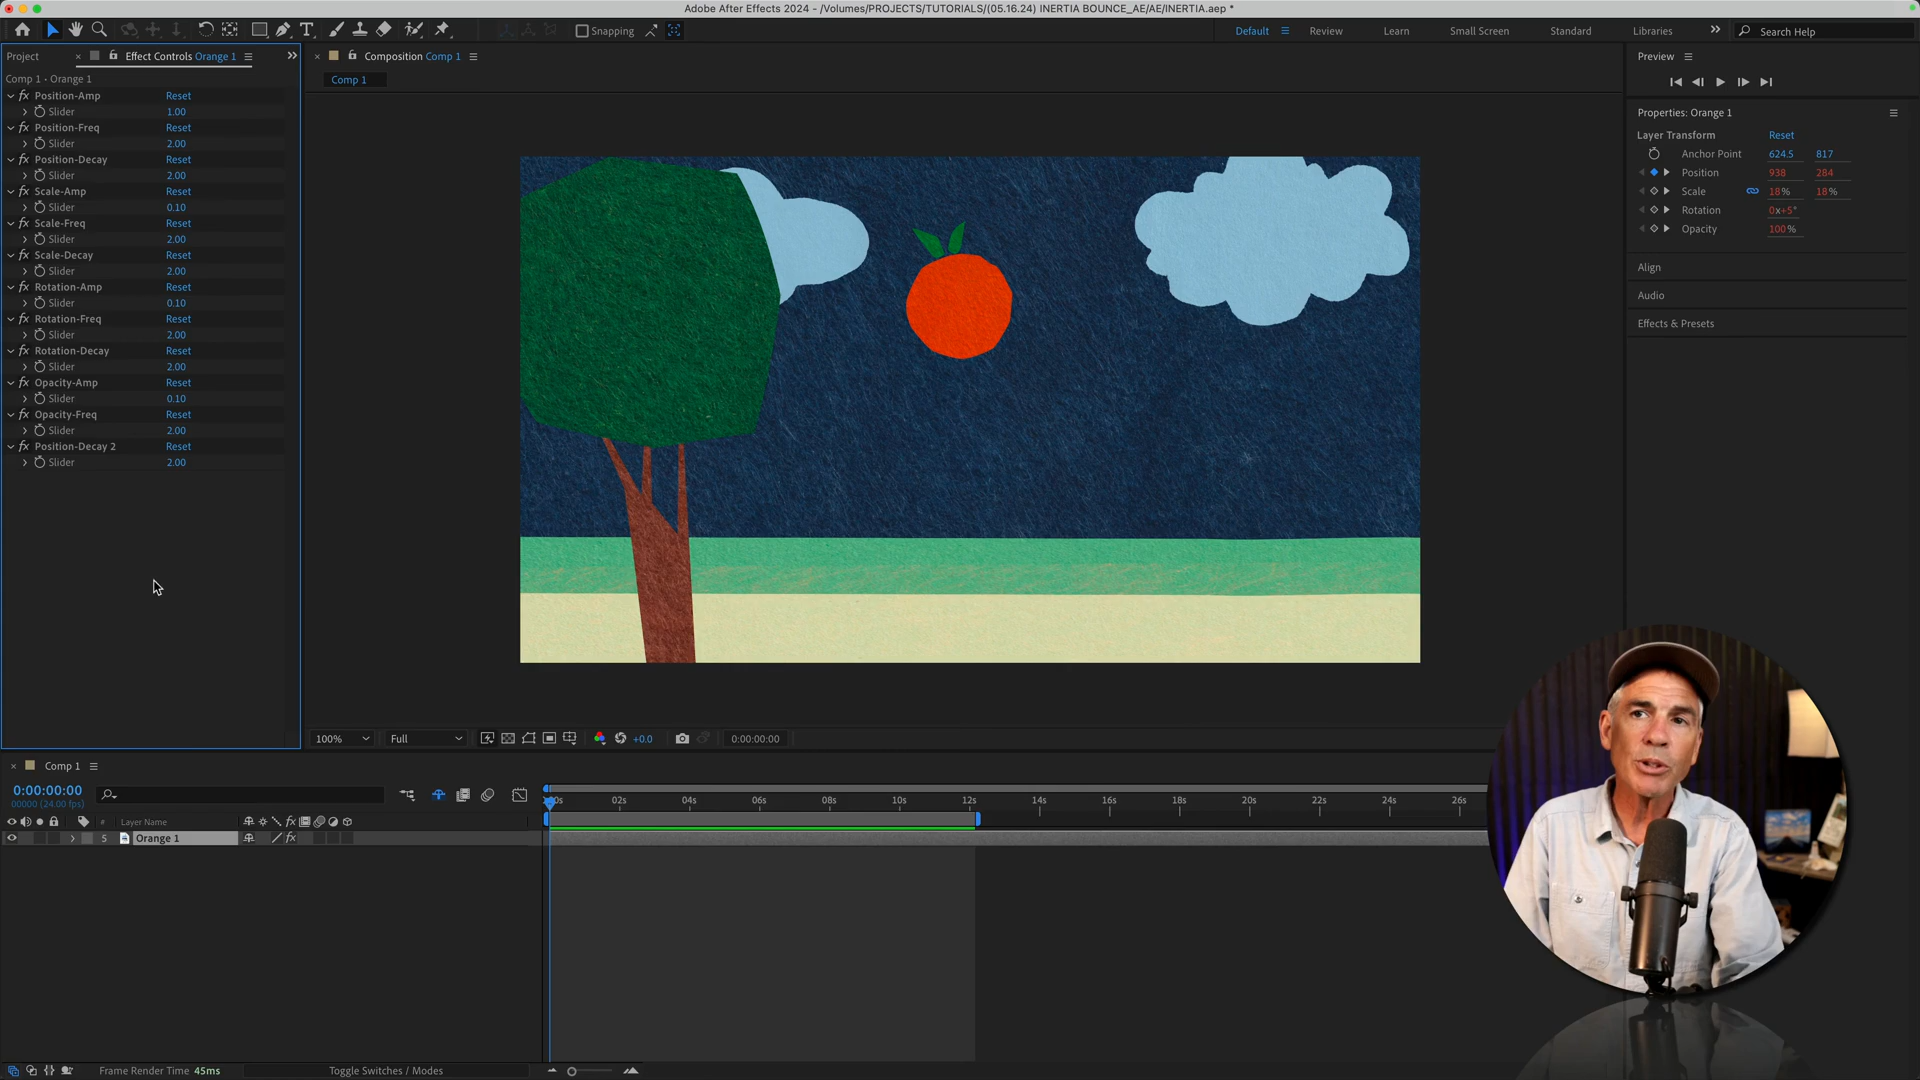 Adobe After Effects 2024 - /Volumes/PROJECTS/TUTORIALS/(05.16.24) INERTIA BOUNCE_AE/AE/INERTIA.aep *
Snapping
Default
Review
Learn
Small Screen
Standard
Libraries
Search Help
Project
Effect Controls Orange 1
Comp 1 • Orange 1
Position-Amp Reset
Slider 1.00
Position-Freq Reset
Slider 2.00
Position-Decay Reset
Slider 2.00
Scale-Amp Reset
Slider 0.10
Scale-Freq Reset
Slider 2.00
Scale-Decay Reset
Slider 2.00
Rotation-Amp Reset
Slider 0.10
Rotation-Freq Reset
Slider 2.00
Rotation-Decay Reset
Slider 2.00
Opacity-Amp Reset
Slider 0.10
Opacity-Freq Reset
Slider 2.00
Position-Decay 2 Reset
Slider 2.00
Composition Comp 1
Comp 1
100%
Full
+0.0
0:00:00:00
Preview
Properties: Orange 1
Layer Transform Reset
Anchor Point 624.5 817
Position 938 284
Scale 18% 18%
Rotation 0x+5°
Opacity 100%
Align
Audio
Effects & Presets
Comp 1
0:00:00:00
00000 (24.00 fps)
02s 04s 06s 08s 10s 12s 14s 16s 18s 20s 22s 24s 26s
# Layer Name
5 Orange 1
Frame Render Time 45ms
Toggle Switches / Modes